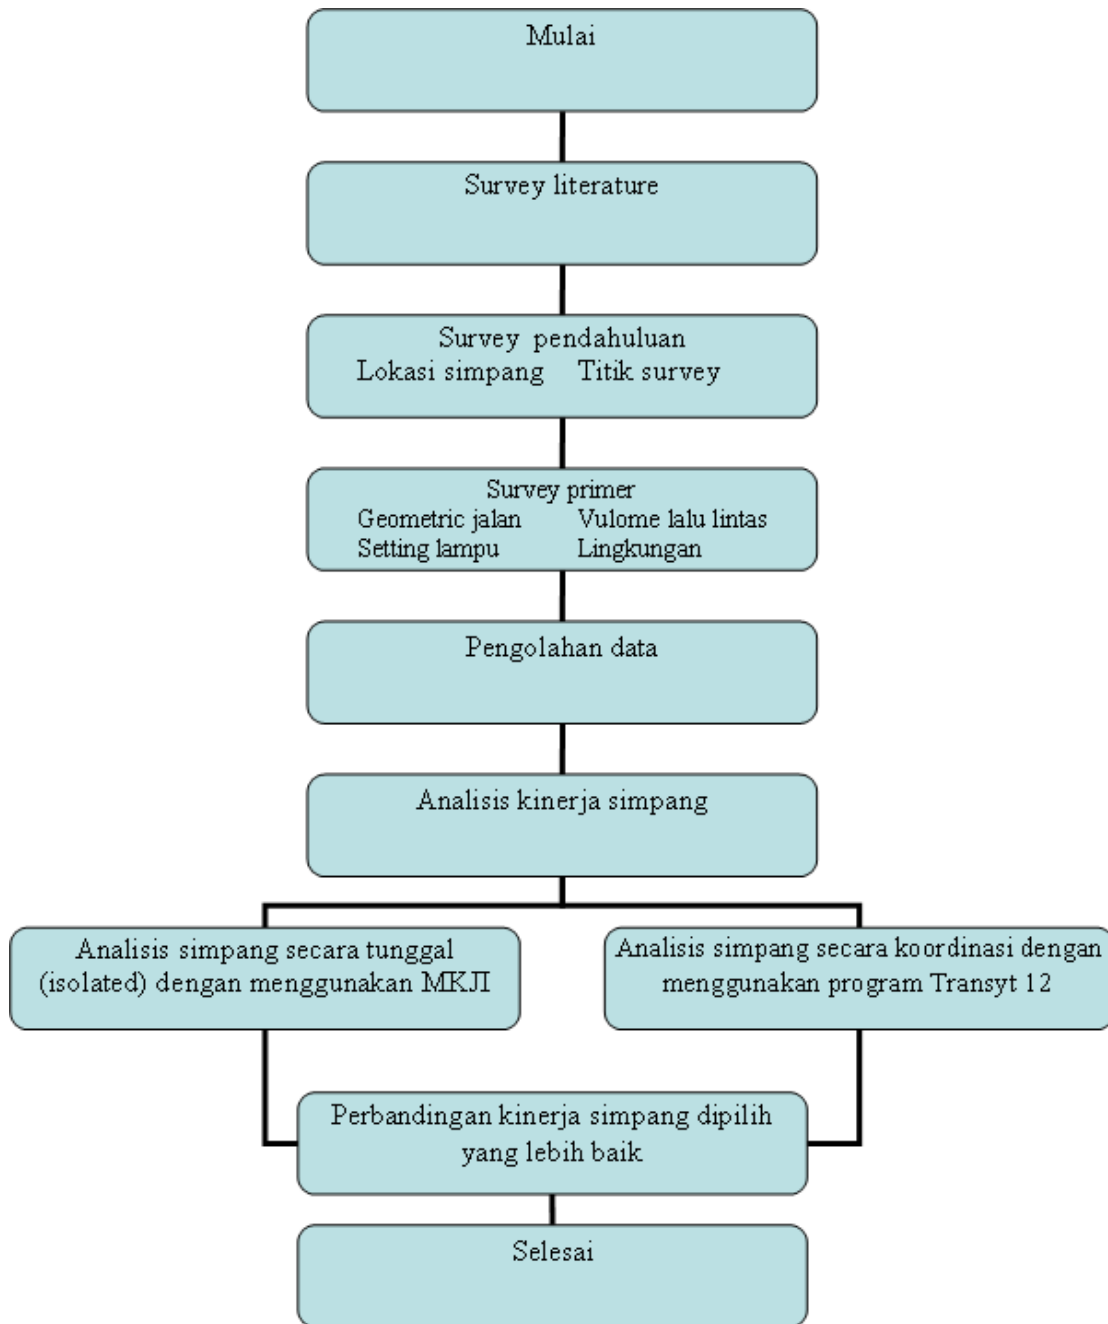 Mulai
Survey literature
Survey pendahuluan
Lokasi simpang Titik survey
Survey primer
Geometric jalan Vulome lalu lintas
Setting lampu Lingkungan
Pengolahan data
Analisis kinerja simpang
Analisis simpang secara tunggal
(isolated) dengan menggunakan MKJI
Analisis simpang secara koordinasi dengan
menggunakan program Transyt 12
Perbandingan kinerja simpang dipilih
yang lebih baik
Selesai